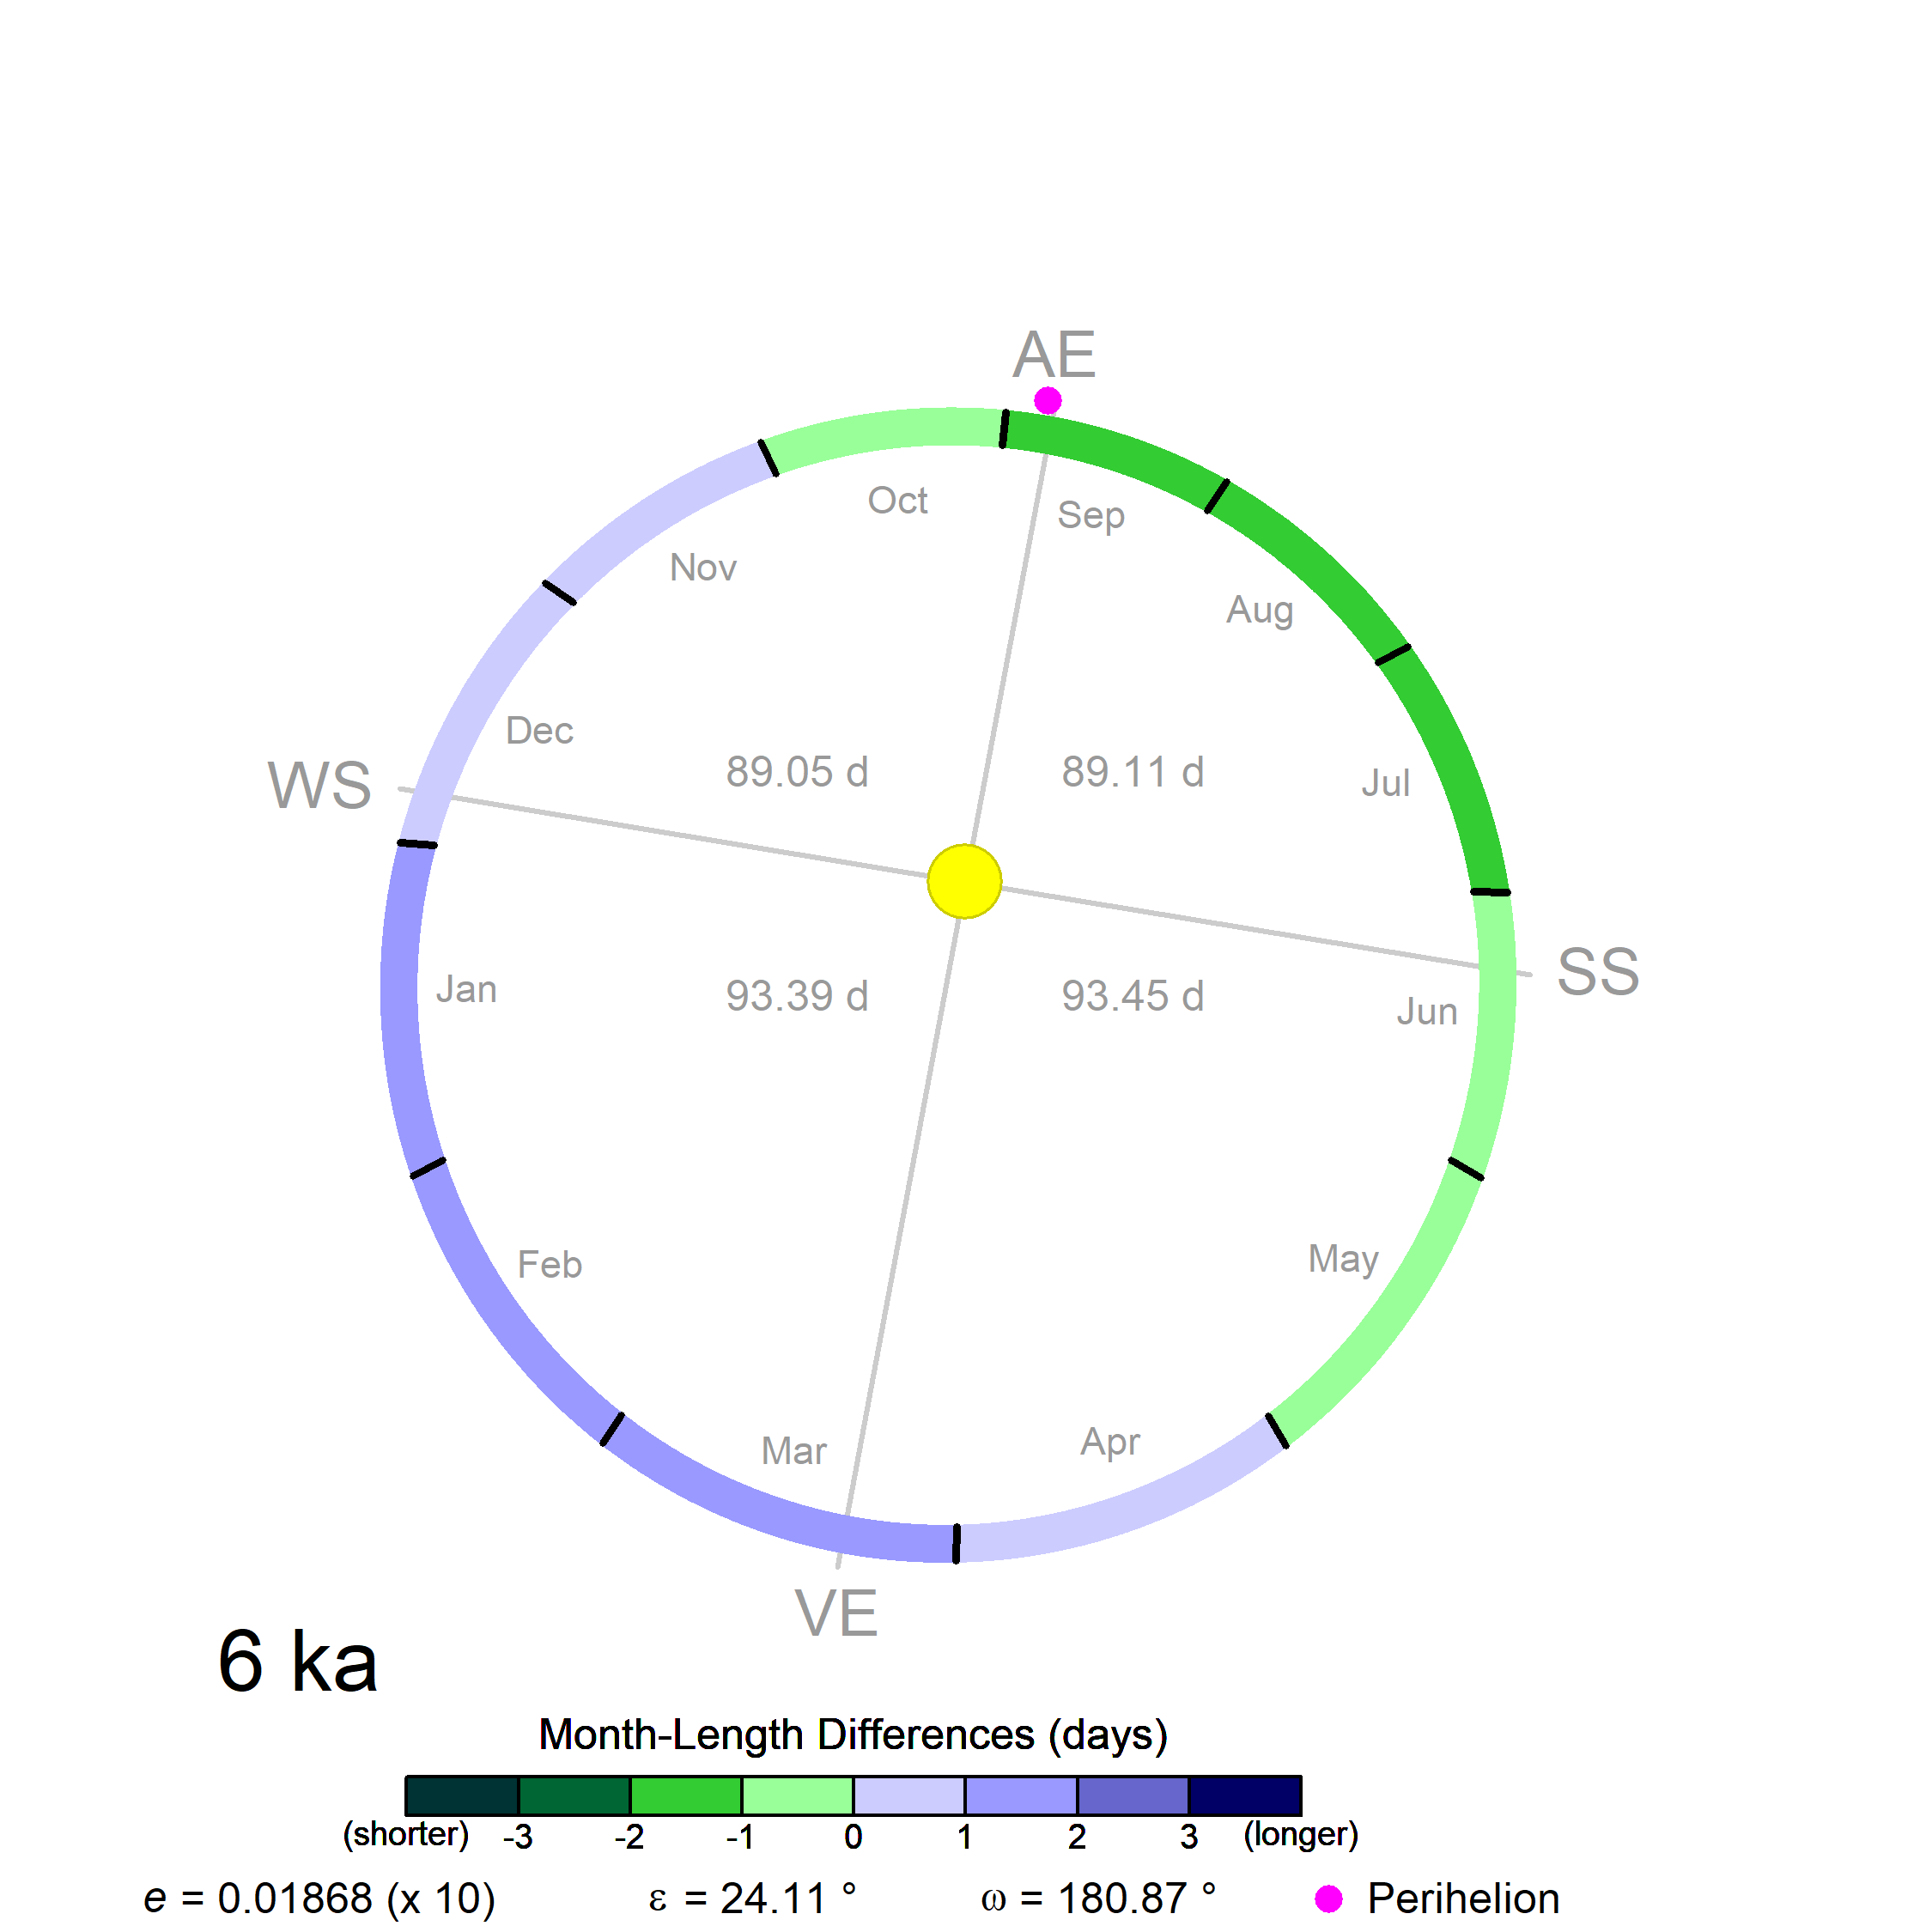 AE
Oct
Sep
Nov
Aug
Dec
WS
89.05 d
89.11 d
Jul
SS
Jan
93.39 d
93.45 d
Jun
Feb
May
Mar
Apr
VE
6 ka
Month-Length Differences (days)
(shorter) -3 -2 -1 0 1 2 3 (longer)
e = 0.01868 (x 10) ε = 24.11 ° ω = 180.87 ° Perihelion